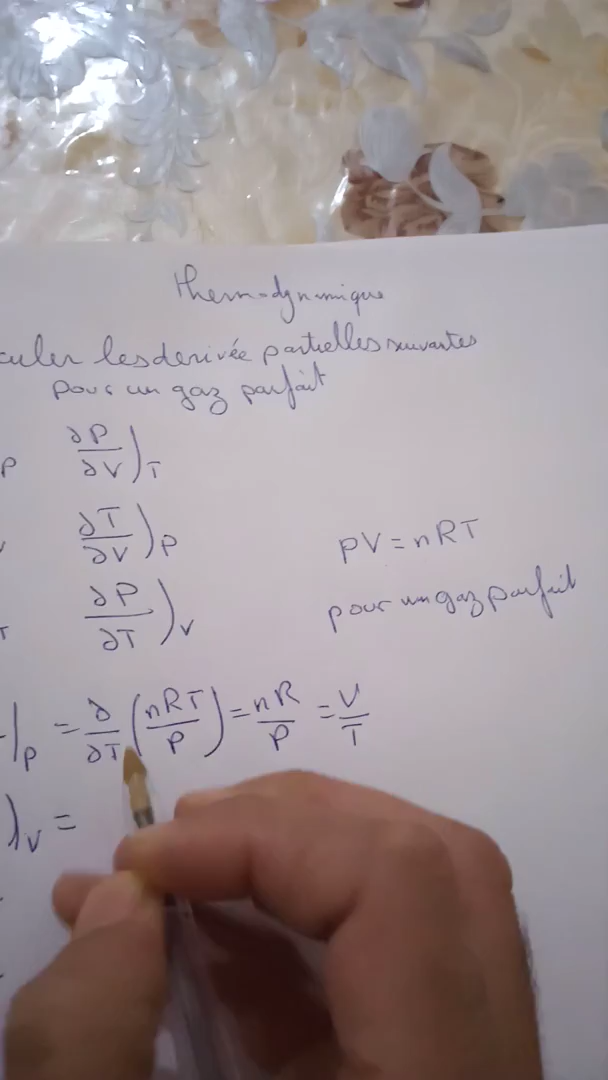 thermodynamique
culer les derivée partielles suivantes
pour un gaz parfait
P ∂P/∂V)T
∂T/∂V)P
PV = nRT
T ∂P/∂T)V
pour un gaz parfait
)P = ∂/∂T (nRT/P) = nR/P = V/T
)V =